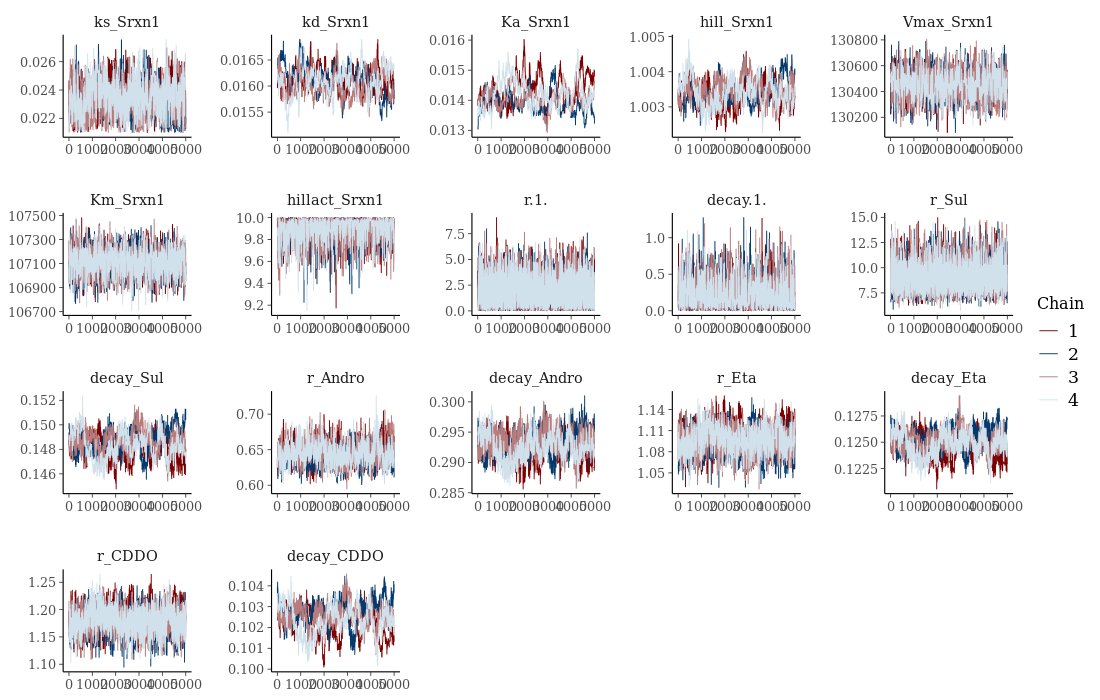 ks_Srxn1 kd_Srxn1 Ka_Srxn1 hill_Srxn1 Vmax_Srxn1
0.026 0.024 0.022
0.0165 0.0160 0.0155
0.016 0.015 0.014 0.013
1.005 1.004 1.003
130800 130600 130400 130200
0 1000 2000 3000 4000 5000 0 1000 2000 3000 4000 5000 0 1000 2000 3000 4000 5000 0 1000 2000 3000 4000 5000 0 1000 2000 3000 4000 5000
Km_Srxn1 hillact_Srxn1 r.1. decay.1. r_Sul
107500 107300 107100 106900 106700
10.0 9.8 9.6 9.4 9.2
7.5 5.0 2.5 0.0
1.0 0.5 0.0
15.0 12.5 10.0 7.5
0 1000 2000 3000 4000 5000 0 1000 2000 3000 4000 5000 0 1000 2000 3000 4000 5000 0 1000 2000 3000 4000 5000 0 1000 2000 3000 4000 5000
decay_Sul r_Andro decay_Andro r_Eta decay_Eta
0.152 0.150 0.148 0.146
0.70 0.65 0.60
0.300 0.295 0.290 0.285
1.14 1.11 1.08 1.05
0.1275 0.1250 0.1225
0 1000 2000 3000 4000 5000 0 1000 2000 3000 4000 5000 0 1000 2000 3000 4000 5000 0 1000 2000 3000 4000 5000 0 1000 2000 3000 4000 5000
r_CDDO decay_CDDO
1.25 1.20 1.15 1.10
0.104 0.103 0.102 0.101 0.100
0 1000 2000 3000 4000 5000 0 1000 2000 3000 4000 5000
Chain
1
2
3
4